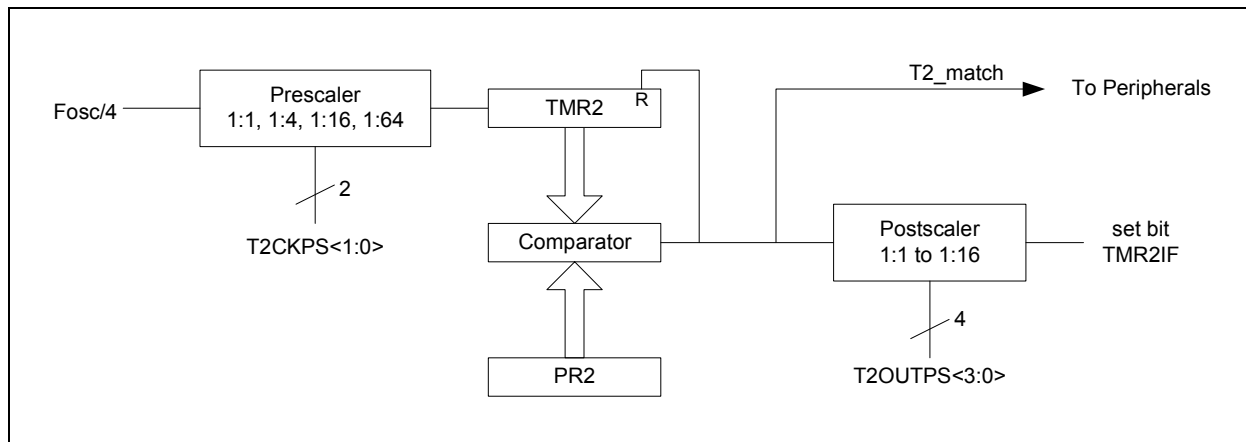 Fosc/4
Prescaler
1:1, 1:4, 1:16, 1:64
2
T2CKPS<1:0>
TMR2
R
Comparator
PR2
T2_match
To Peripherals
Postscaler
1:1 to 1:16
4
T2OUTPS<3:0>
set bit
TMR2IF